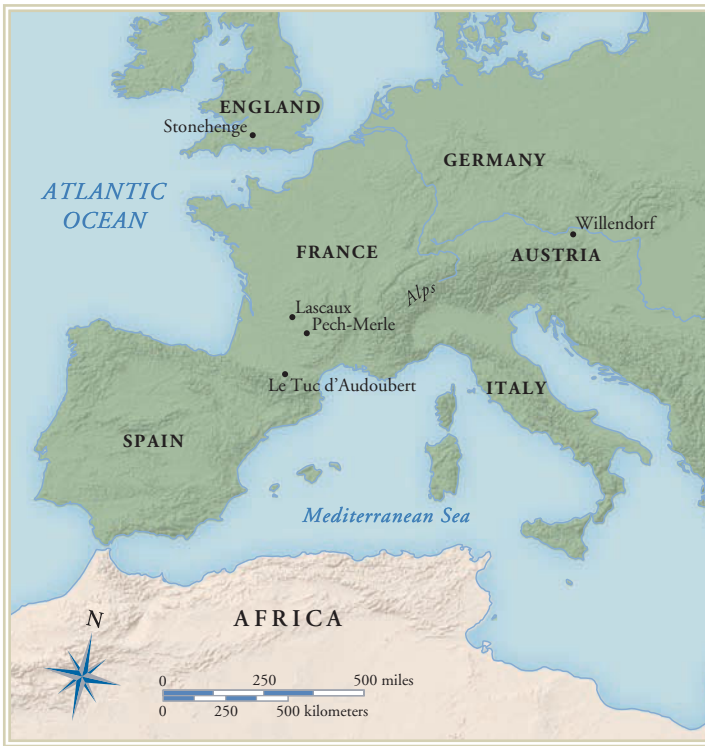 ENGLAND
Stonehenge
GERMANY
ATLANTIC
OCEAN
Willendorf
FRANCE
AUSTRIA
Alps
Lascaux
Pech-Merle
Le Tuc d'Audoubert
ITALY
SPAIN
Mediterranean Sea
N
AFRICA
0 250 500 miles
0 250 500 kilometers